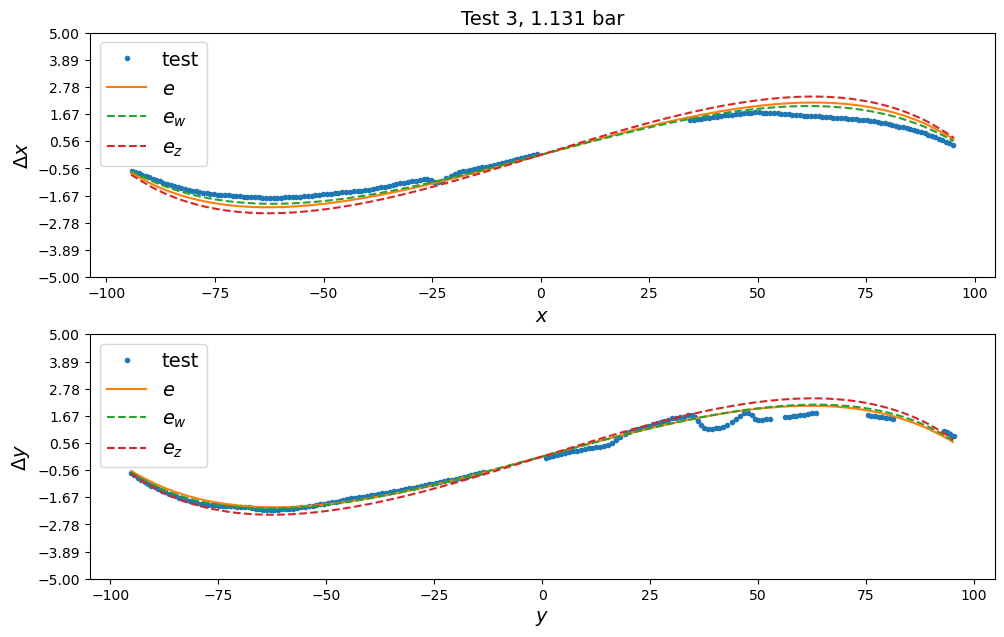 Test 3, 1.131 bar
5.00
3.89
2.78
1.67
0.56
−0.56
−1.67
−2.78
−3.89
−5.00
Δx
test
e
e_w
e_z
−100 −75 −50 −25 0 25 50 75 100
x
5.00
3.89
2.78
1.67
0.56
−0.56
−1.67
−2.78
−3.89
−5.00
Δy
test
e
e_w
e_z
−100 −75 −50 −25 0 25 50 75 100
y